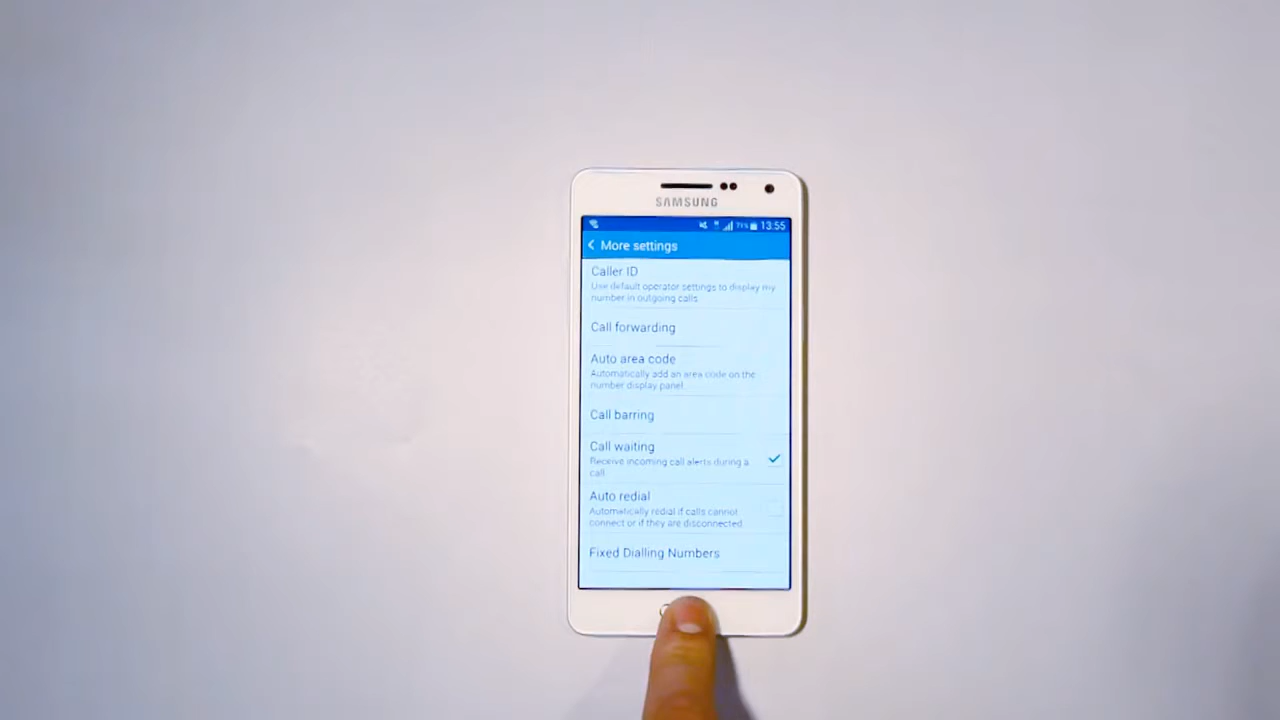 SAMSUNG
71% 13:55
More settings
Caller ID
Use default operator settings to display my
number in outgoing calls
Call forwarding
Auto area code
Automatically add an area code on the
number display panel
Call barring
Call waiting
Receive incoming call alerts during a
call
Auto redial
Automatically redial if calls cannot
connect or if they are disconnected
Fixed Dialling Numbers